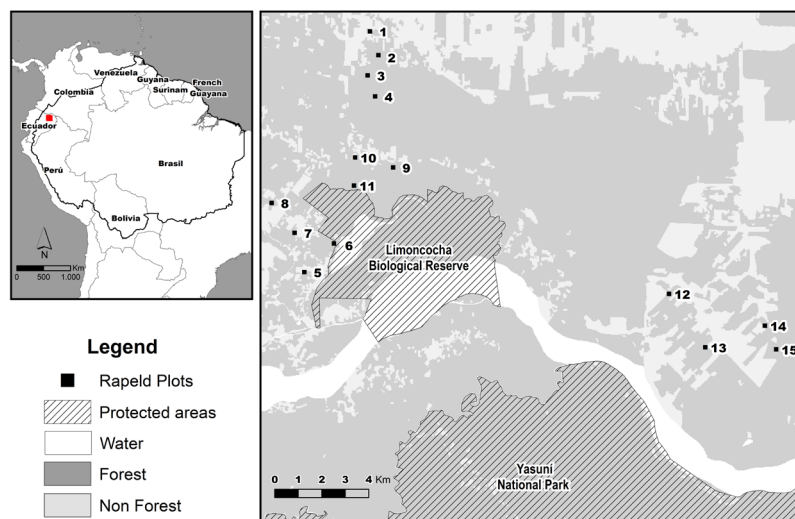 Venezuela
Guyana
French
Guayana
Surinam
Colombia
Ecuador
Perú
Brasil
Bolivia
N
Km
0 500 1.000
Legend
Rapeld Plots
Protected areas
Water
Forest
Non Forest
1
2
3
4
10
9
11
8
7
6
5
Limoncocha
Biological Reserve
12
14
13
15
Yasuní
National Park
0 1 2 3 4 Km